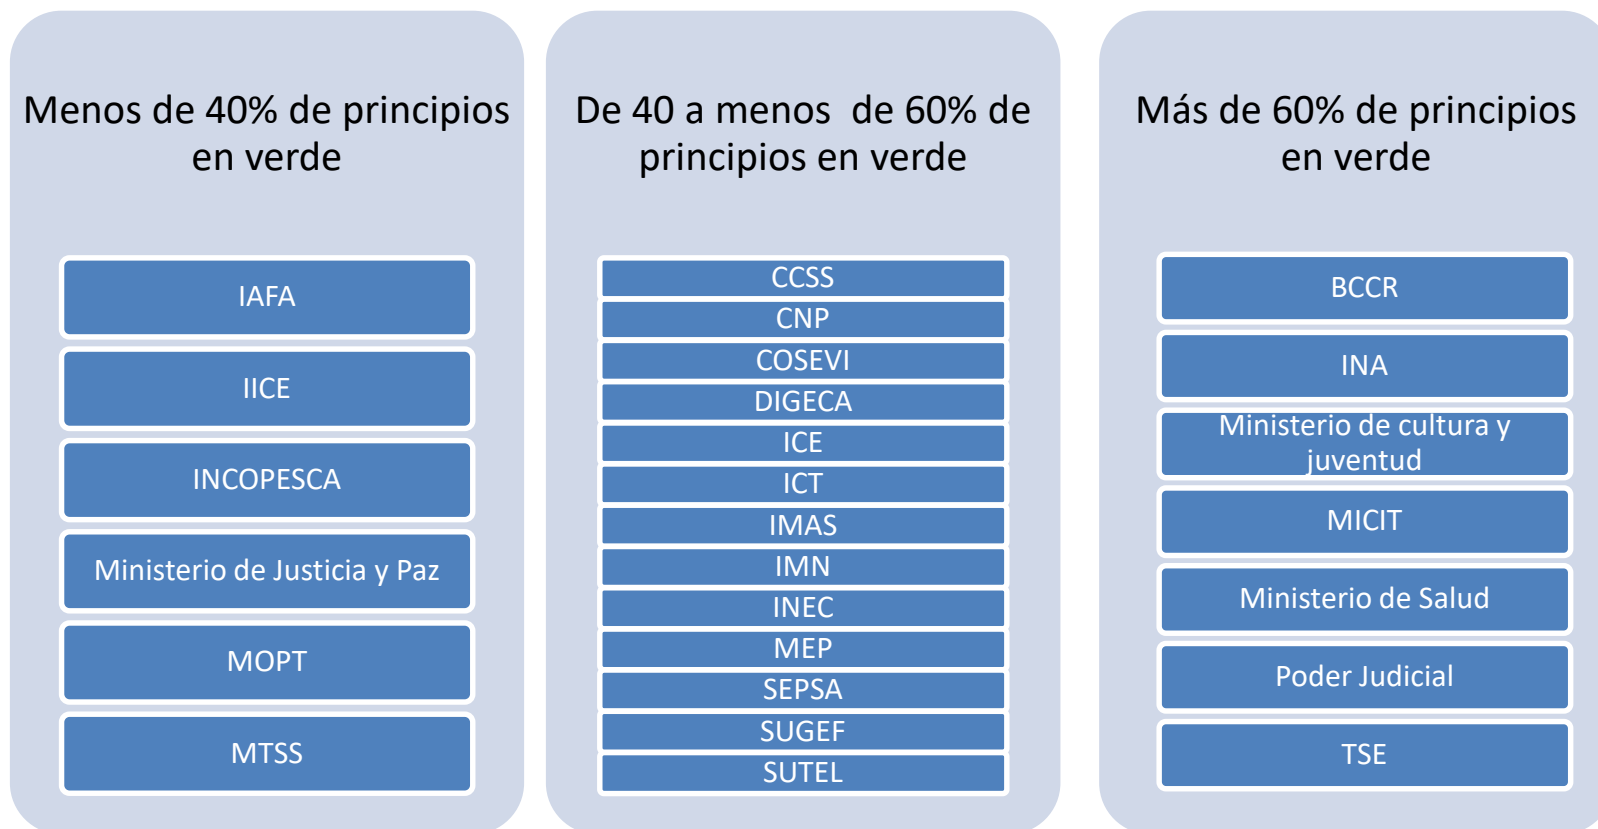 Menos de 40% de principios
en verde
IAFA
IICE
INCOPESCA
Ministerio de Justicia y Paz
MOPT
MTSS
De 40 a menos  de 60% de
principios en verde
CCSS
CNP
COSEVI
DIGECA
ICE
ICT
IMAS
IMN
INEC
MEP
SEPSA
SUGEF
SUTEL
Más de 60% de principios
en verde
BCCR
INA
Ministerio de cultura y
juventud
MICIT
Ministerio de Salud
Poder Judicial
TSE